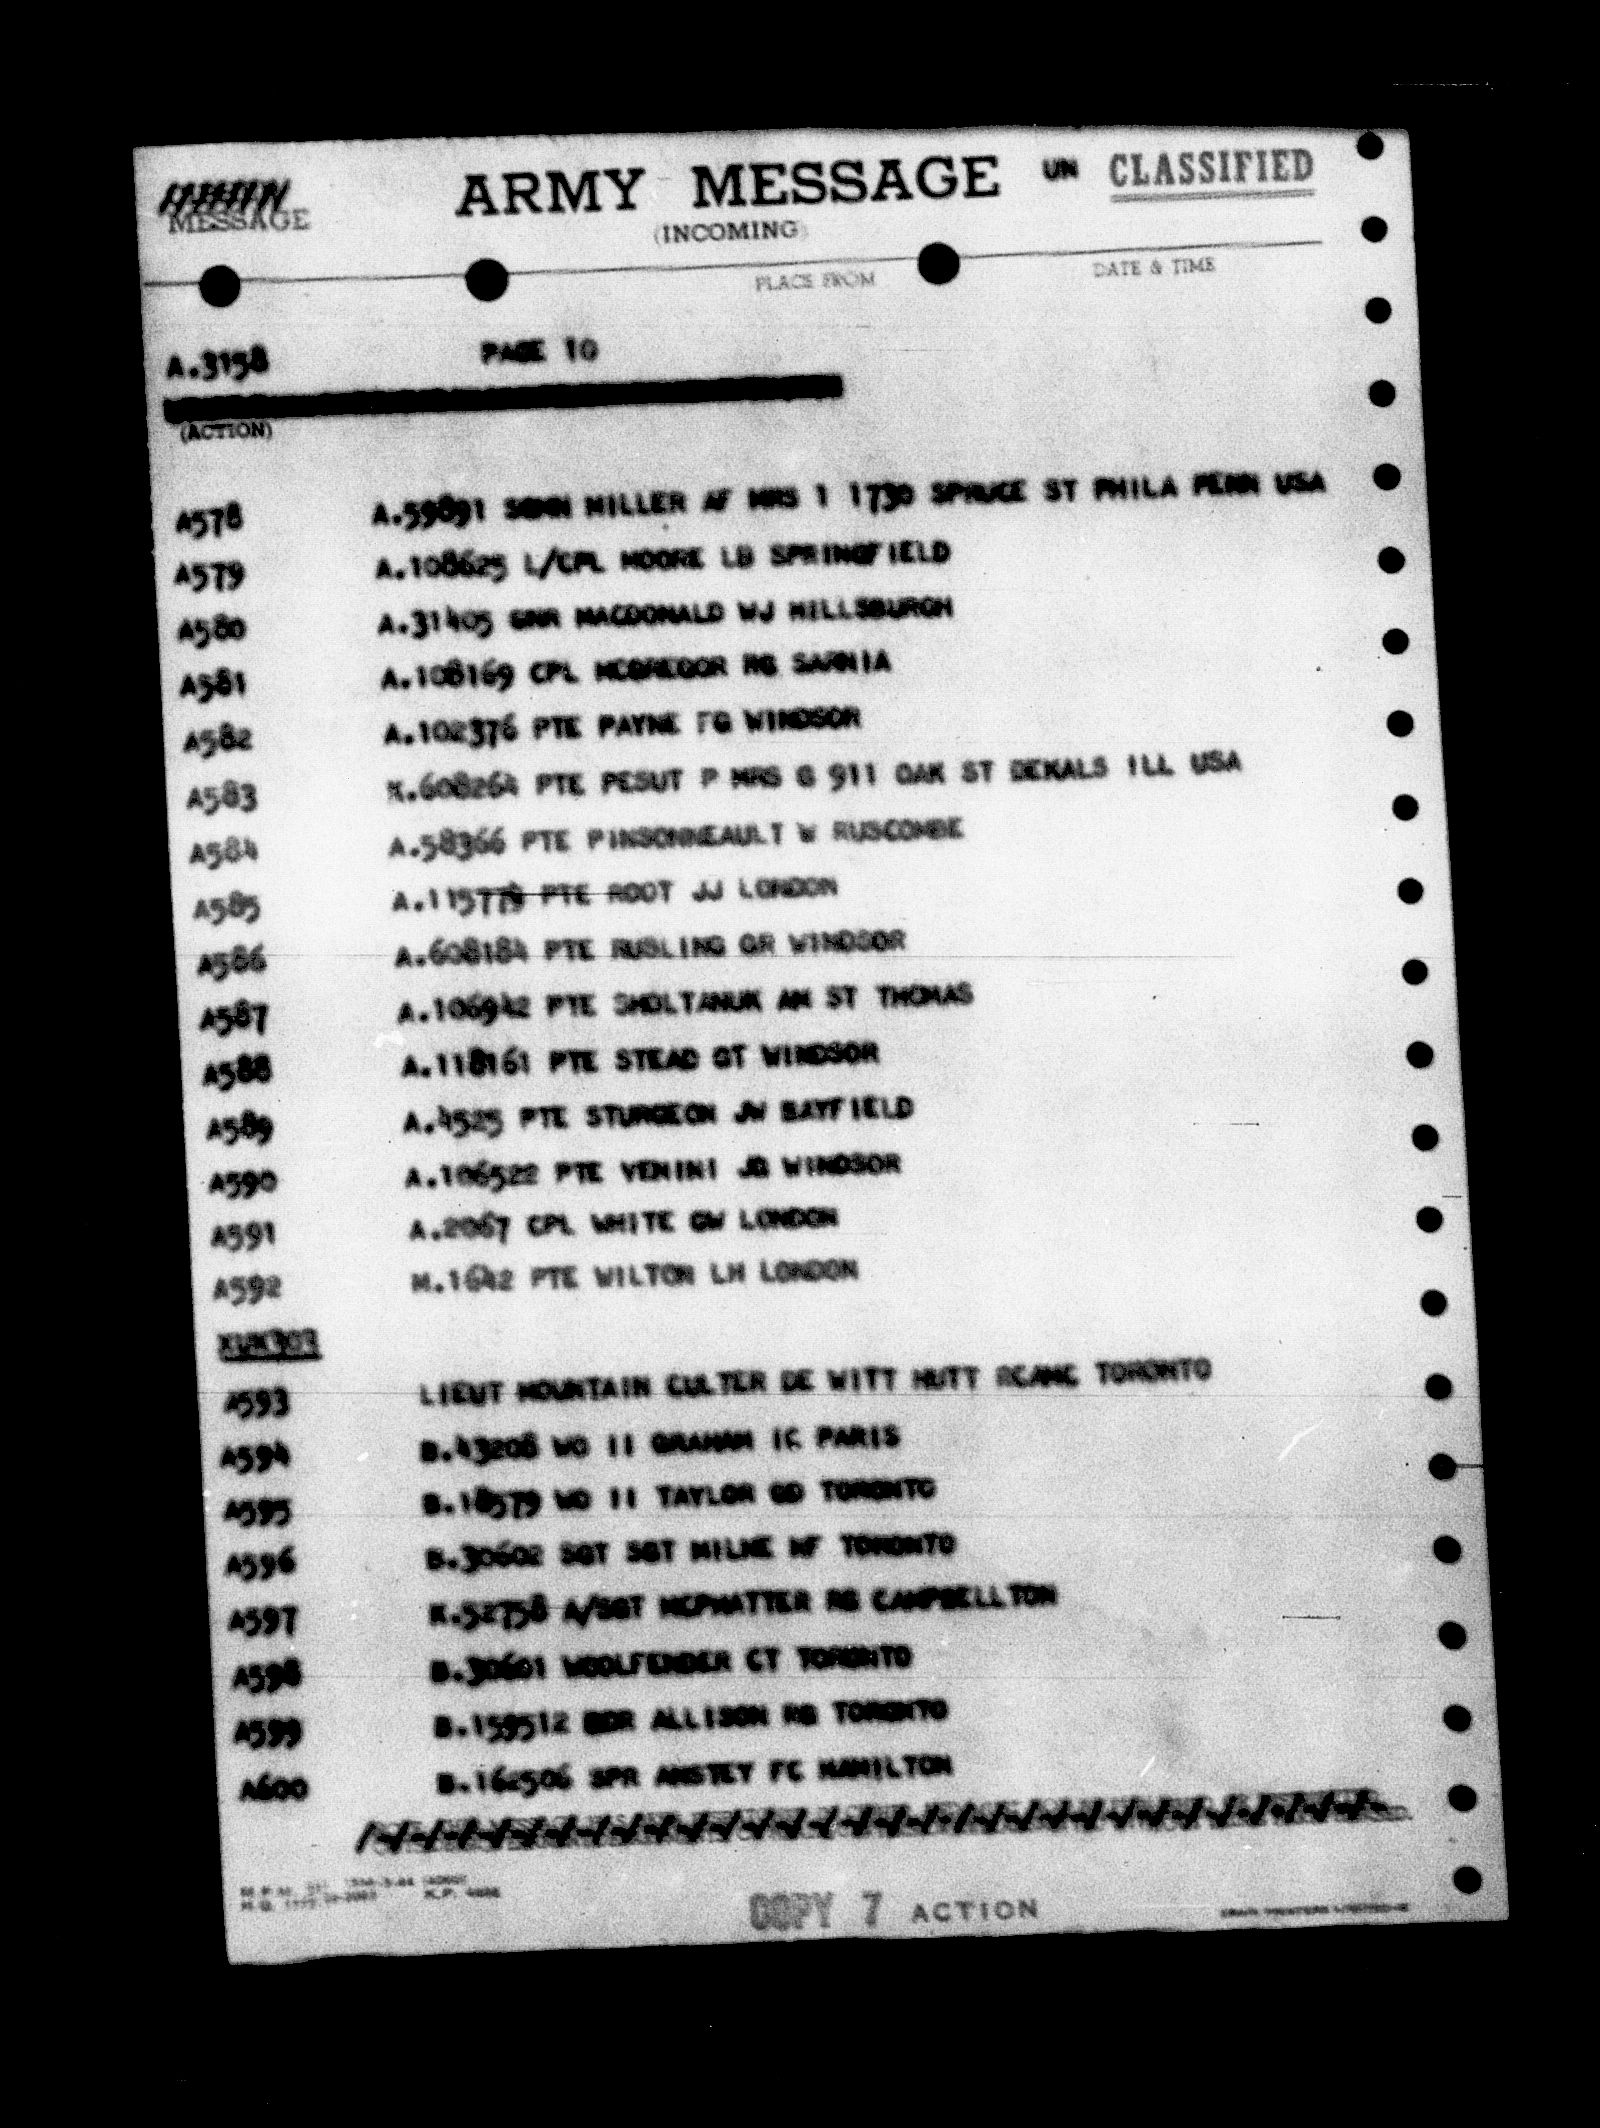 MESSAGE
ARMY MESSAGE UN CLASSIFIED
(INCOMING)
PLACE FROM DATE & TIME
A.3158 PAGE 10
(ACTION)
A578 A.59891 MILLER AF MRS 1 1730 SPRUCE ST PHILA PENN USA
A579 A.108625 L/CPL MOORE LB SPRINGFIELD
A580 A.31405 GNR MACDONALD WJ HILLSBURGH
A581 A.108169 CPL MCGREGOR RG SARNIA
A582 A.102376 PTE PAYNE FG WINDSOR
A583 K.608264 PTE PESUT P MRS G 911 OAK ST DEKALS ILL USA
A584 A.58366 PTE PINSONNEAULT W RUSCOMBE
A585 PTE ROOT JJ LONDON
A586 A.608184 PTE RUSLING GR WINDSOR
A587 A.106942 PTE SHOLTANUK AM ST THOMAS
A588 A.118161 PTE STEAD GT WINDSOR
A589 A.4525 PTE STURGEON JW BAYFIELD
A590 A.106522 PTE VENINI JB WINDSOR
A591 A.2067 CPL WHITE GW LONDON
A592 M.1642 PTE WILTON LH LONDON
A593 LIEUT MOUNTAIN CULTER DE WITT HUTT RCAMC TORONTO
A594 B.43208 WO II GRAHAM IC PARIS
A595 B.18579 WO II TAYLOR GD TORONTO
A596 B.30602 SGT SGT MILNE WF TORONTO
A597 K.52758 A/SGT MCPHATTER RG CAMPBELLTON
A598 B.30601 WOOLFENDER CT TORONTO
A599 B.159512 BDR ALLISON RG TORONTO
A600 B.162506 SPR ANSTEY FC HAMILTON
COPY 7 ACTION